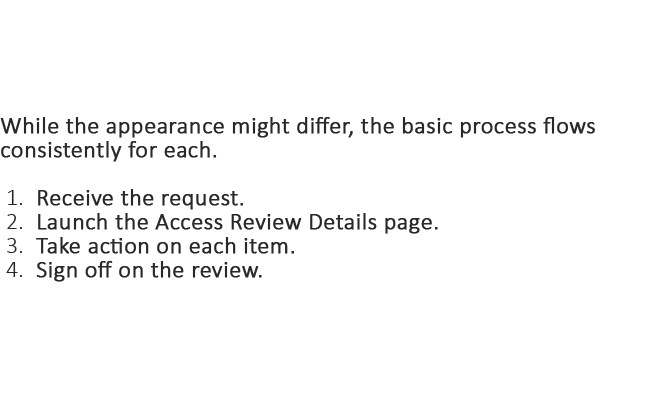 While the appearance might differ, the basic process flows
consistently for each.
1. Receive the request.
2. Launch the Access Review Details page.
3. Take action on each item.
4. Sign off on the review.